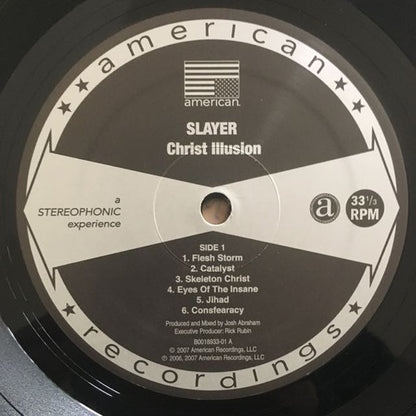 american
american.
SLAYER
Christ Illusion
a
STEREOPHONIC
experience
a
33 1/3
RPM
SIDE 1
1. Flesh Storm
2. Catalyst
3. Skeleton Christ
4. Eyes Of The Insane
5. Jihad
6. Consfearacy
Produced and Mixed by Josh Abraham
Executive Producer: Rick Rubin
B0018933-01 A
℗ 2007 American Recordings, LLC
© 2006, 2007 American Recordings, LLC
recordings